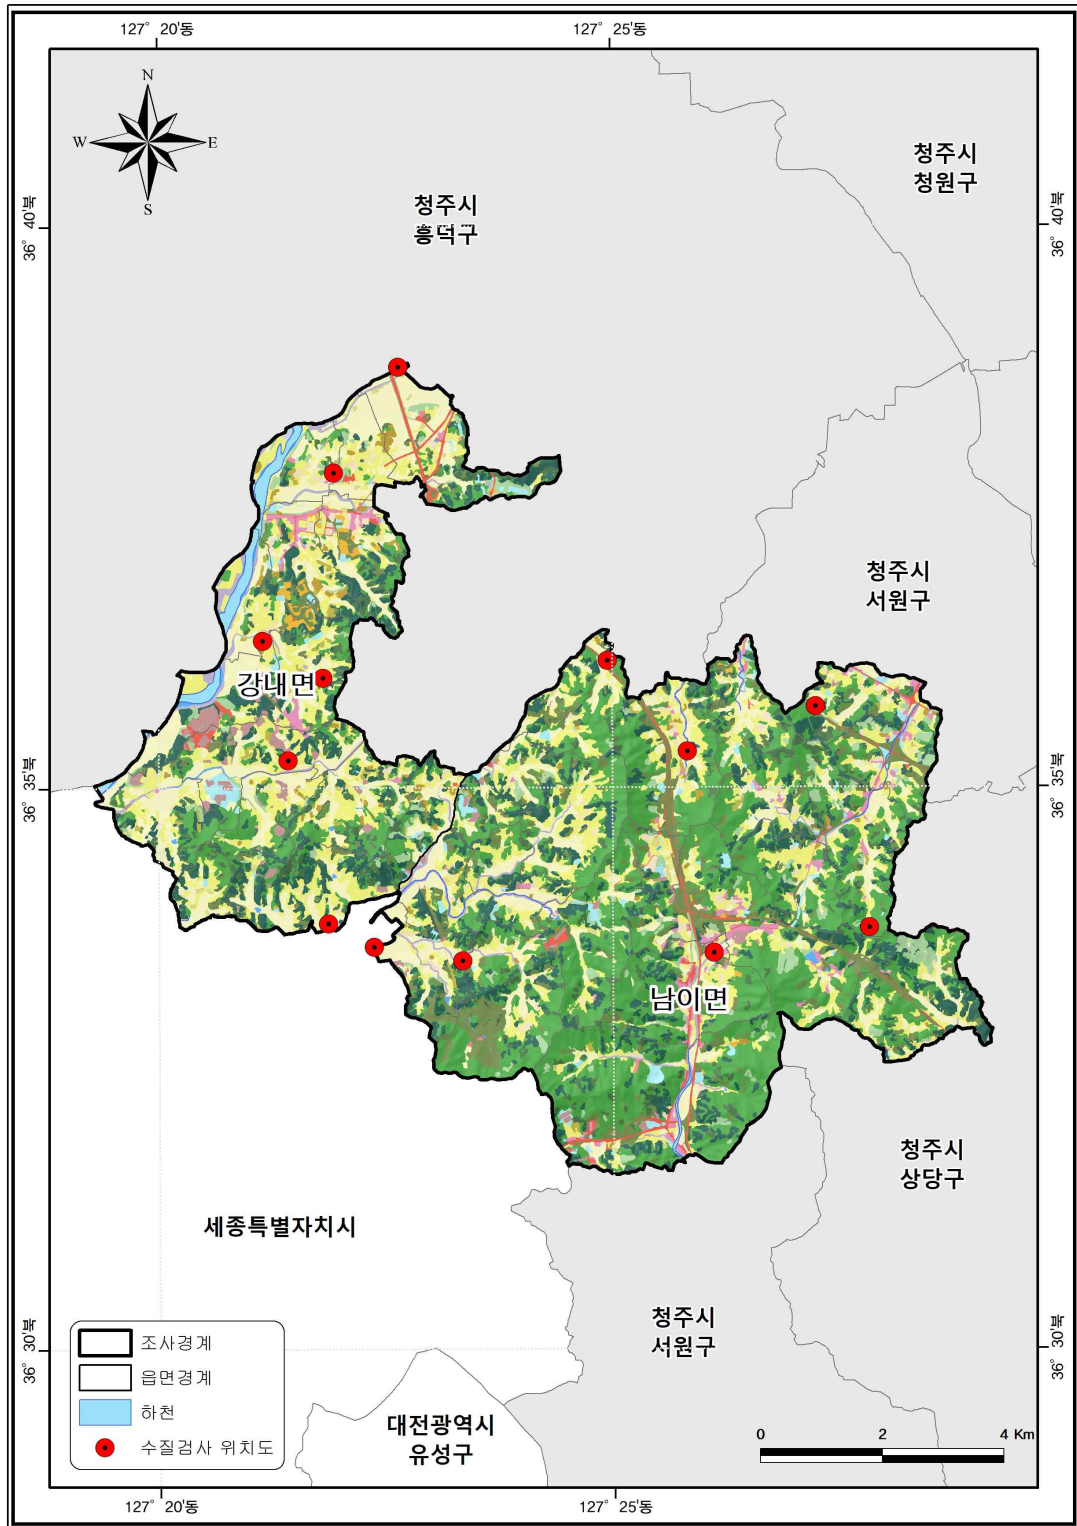 127° 20'동
127° 25'동
N
W
E
S
청주시
청원구
청주시
흥덕구
36° 40'북
36° 40'북
청주시
서원구
강내면
36° 35'북
36° 35'북
남이면
청주시
상당구
세종특별자치시
청주시
서원구
36° 30'북
36° 30'북
조사경계
읍면경계
하천
수질검사 위치도
대전광역시
유성구
0 2 4 Km
127° 20'동
127° 25'동